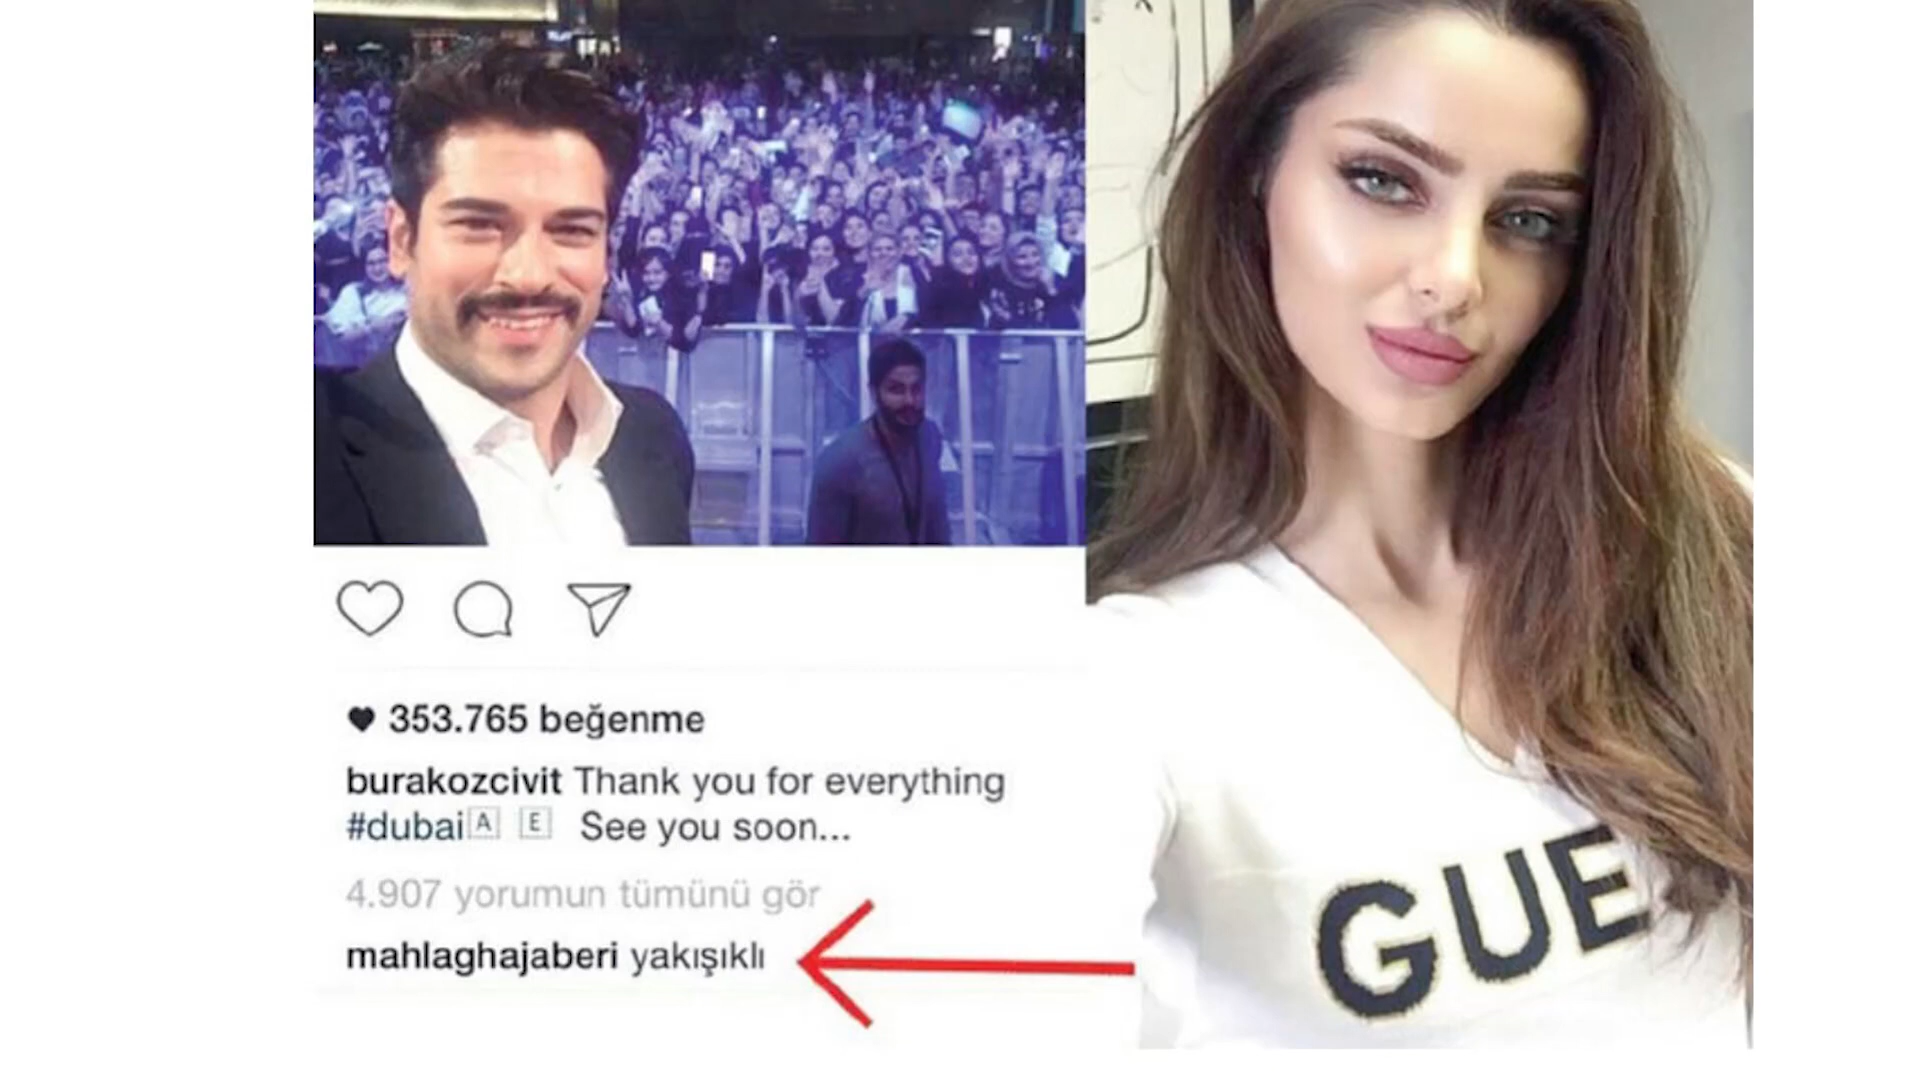 353.765 beğenme
burakozcivit Thank you for everything
#dubai🇦 🇪 See you soon...
4.907 yorumun tümünü gör
mahlaghajaberi yakışıklı
GUE